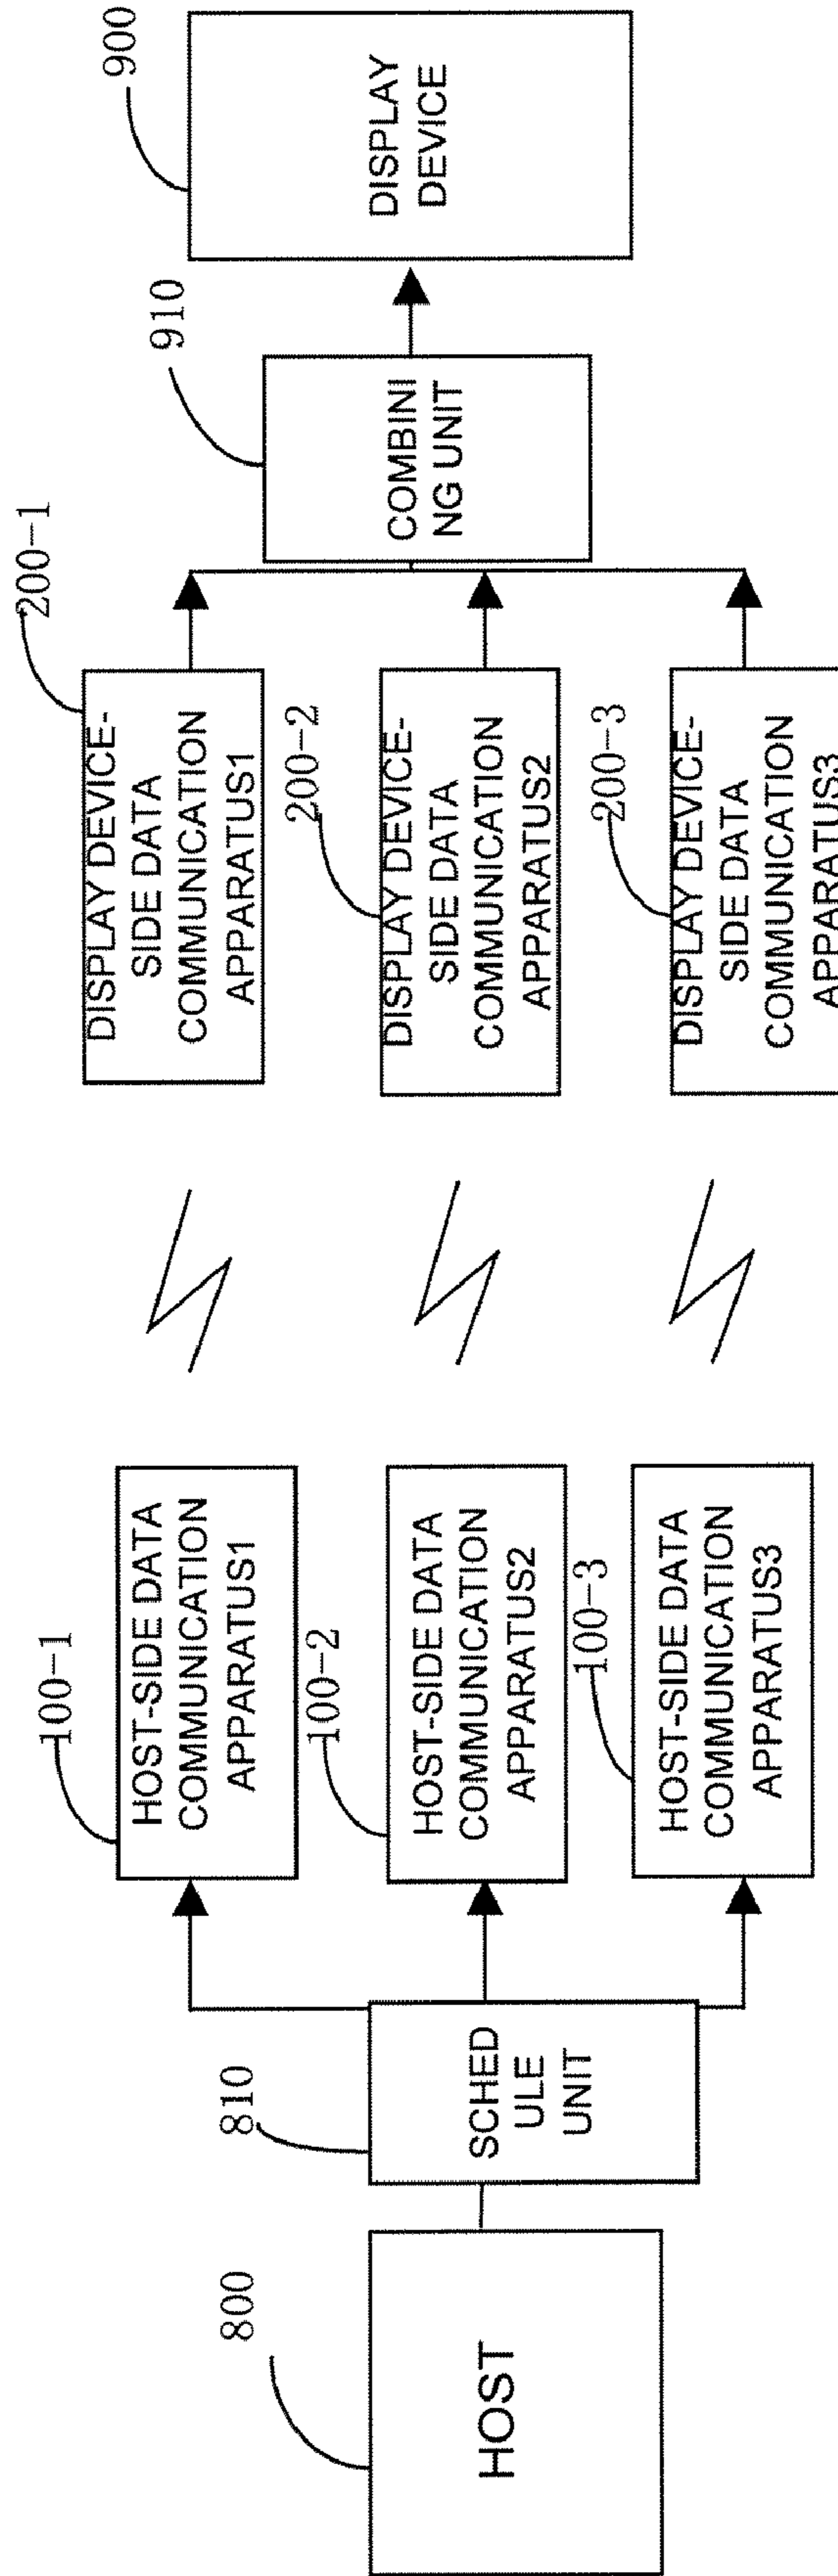 800
HOST
810
SCHED
ULE
UNIT
100-1
HOST-SIDE DATA
COMMUNICATION
APPARATUS1
100-2
HOST-SIDE DATA
COMMUNICATION
APPARATUS2
100-3
HOST-SIDE DATA
COMMUNICATION
APPARATUS3
200-1
DISPLAY DEVICE-
SIDE DATA
COMMUNICATION
APPARATUS1
200-2
DISPLAY DEVICE-
SIDE DATA
COMMUNICATION
APPARATUS2
200-3
DISPLAY DEVICE-
SIDE DATA
COMMUNICATION
APPARATUS3
910
COMBINI
NG UNIT
900
DISPLAY
DEVICE